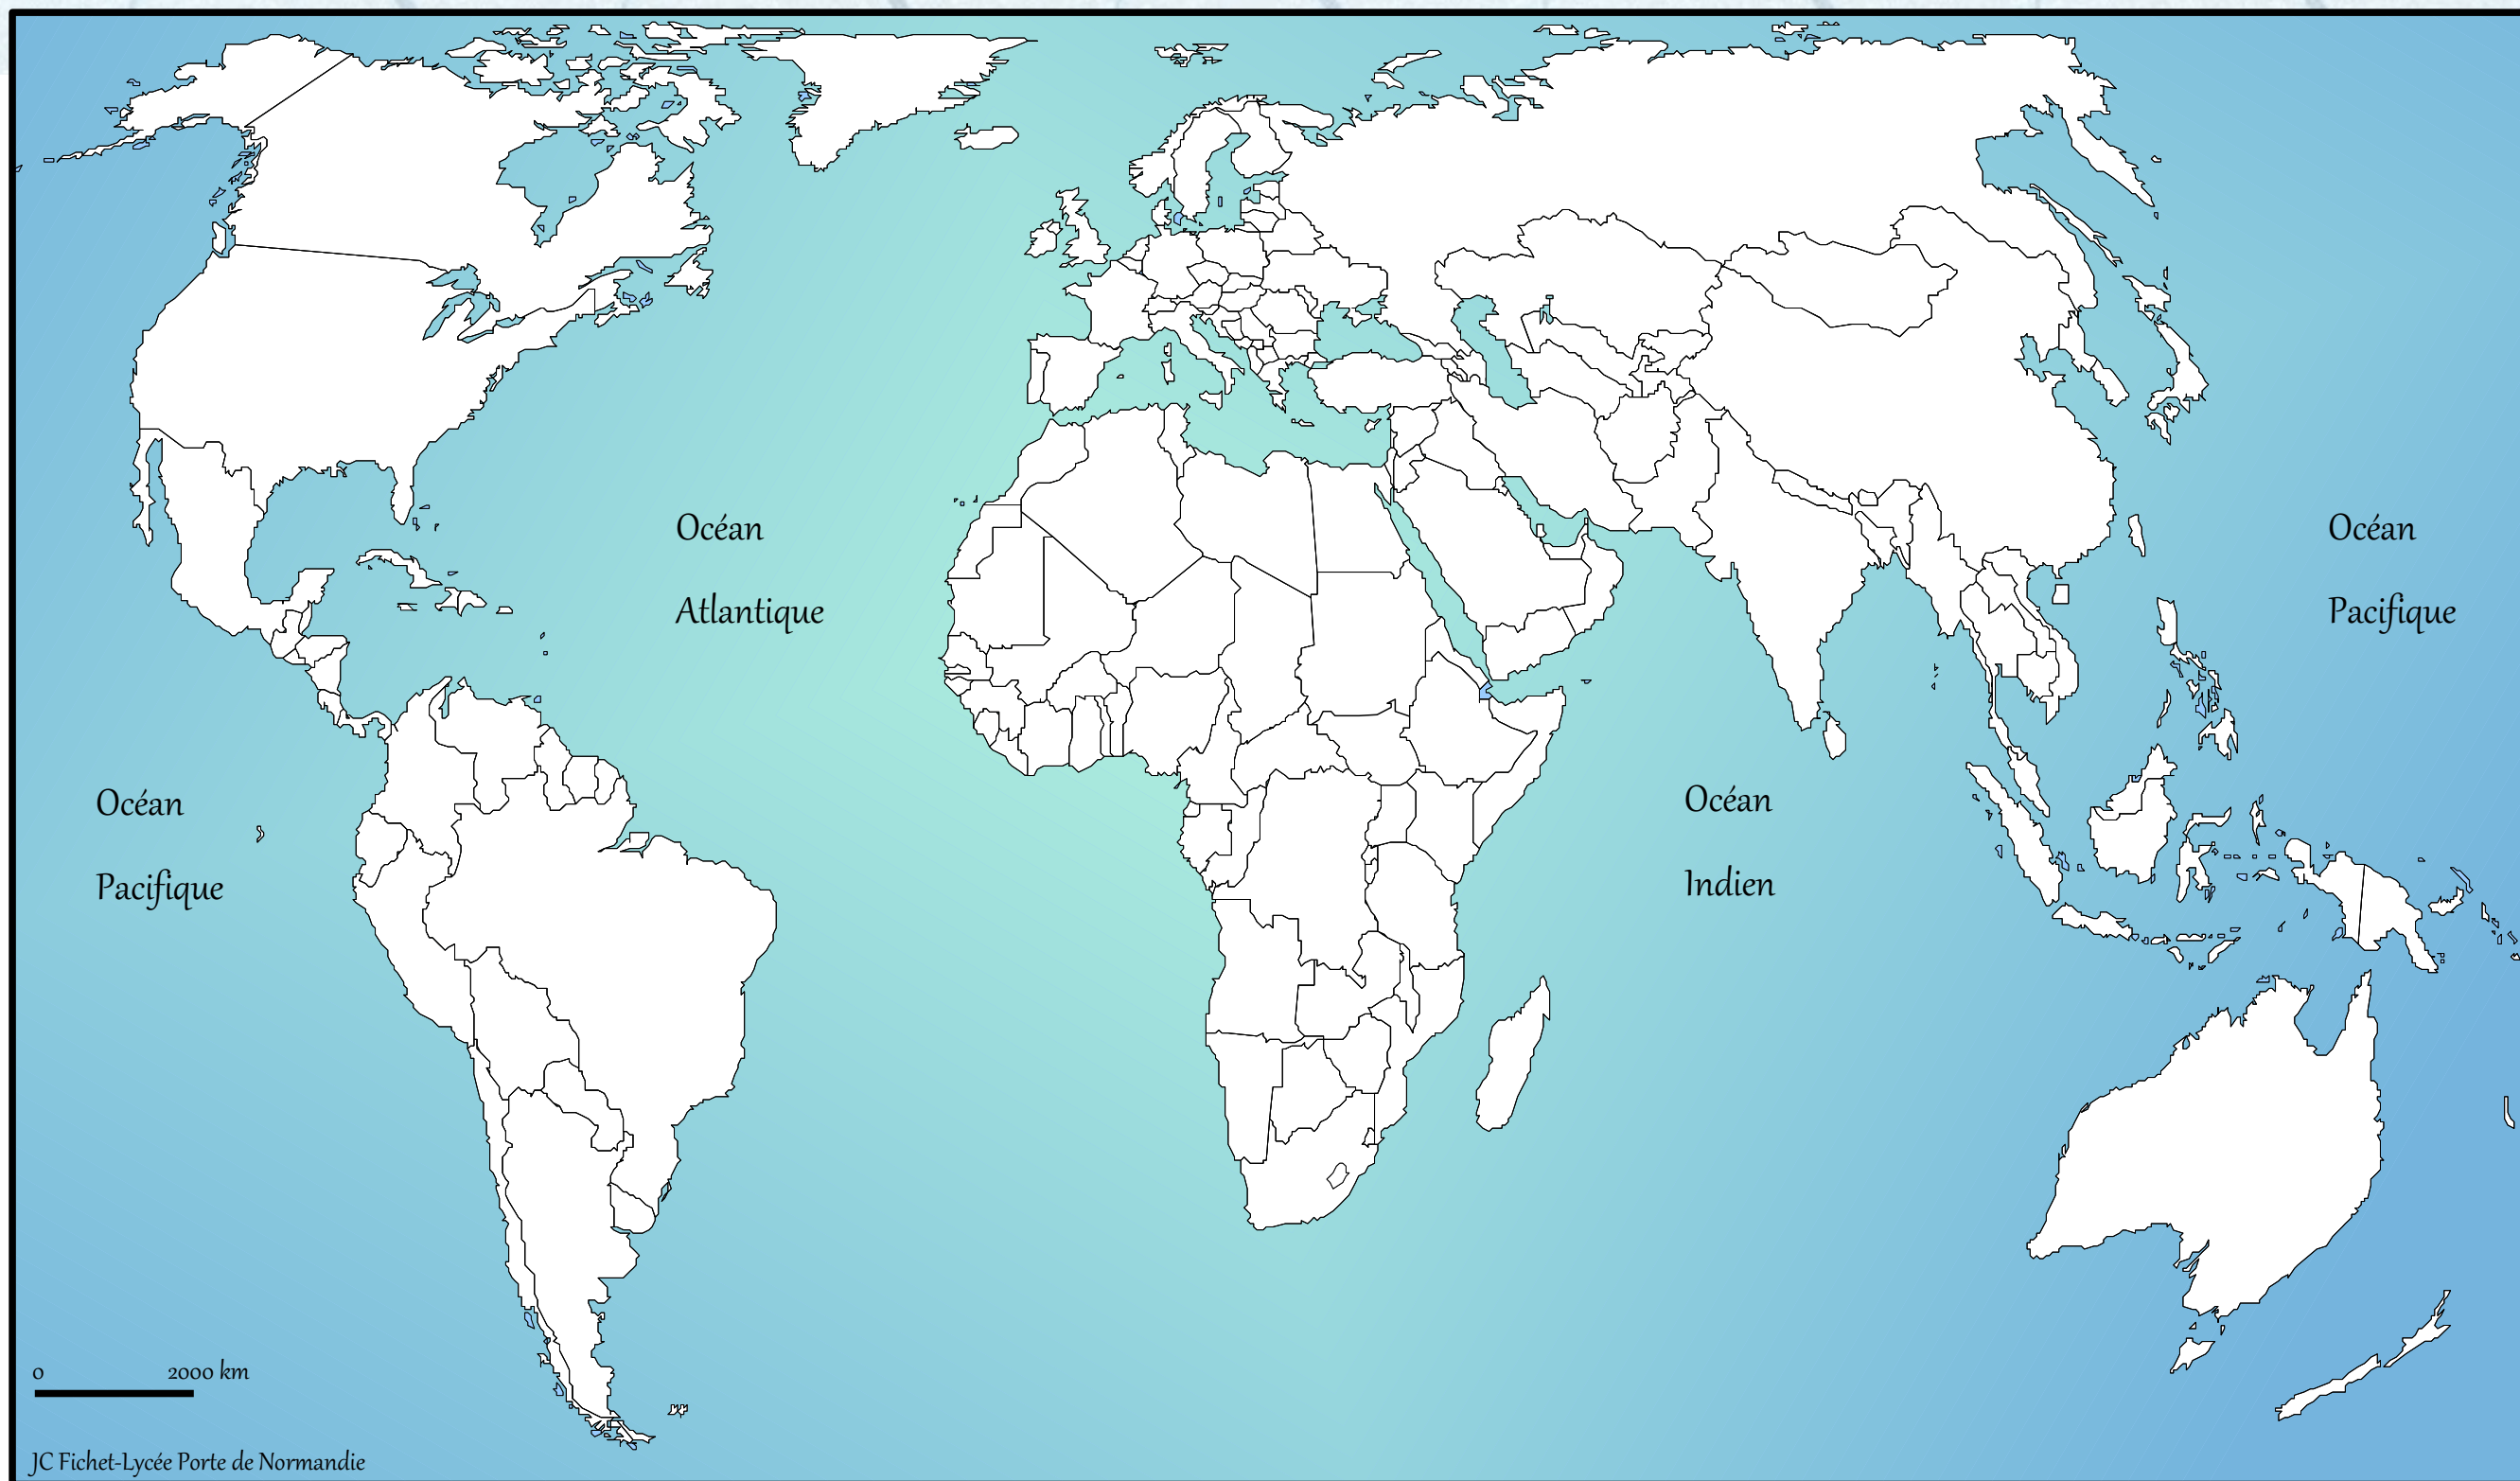 Océan
Atlantique
Océan
Pacifique
Océan
Pacifique
Océan
Indien
0 2000 km
JC Fichet-Lycée Porte de Normandie